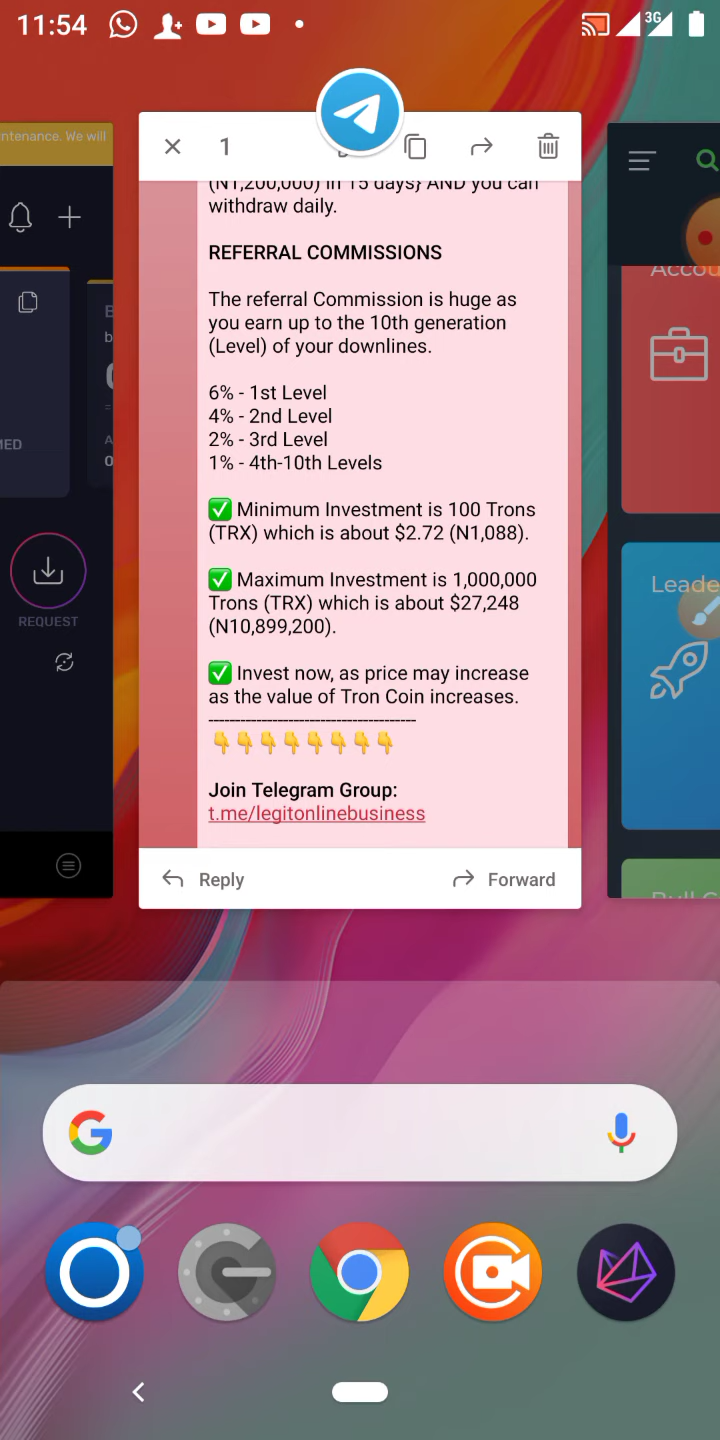 11:54
3G
ntenance. We will
1
(N1,200,000) in 15 days} AND you can
withdraw daily.
REFERRAL COMMISSIONS
The referral Commission is huge as
you earn up to the 10th generation
(Level) of your downlines.
6% - 1st Level
4% - 2nd Level
2% - 3rd Level
1% - 4th-10th Levels
✅ Minimum Investment is 100 Trons
(TRX) which is about $2.72 (N1,088).
✅ Maximum Investment is 1,000,000
Trons (TRX) which is about $27,248
(N10,899,200).
✅ Invest now, as price may increase
as the value of Tron Coin increases.
---------------------------------------
👇👇👇👇👇👇👇👇
Join Telegram Group:
t.me/legitonlinebusiness
Reply
Forward
MED
REQUEST
Accou
Leade